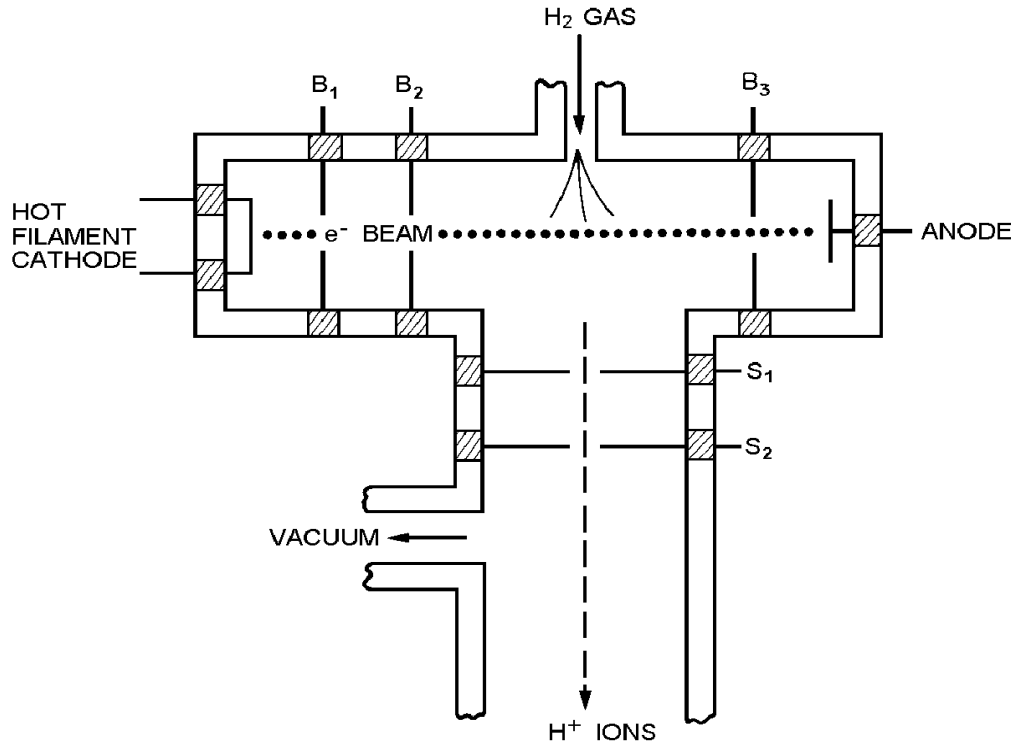 H₂ GAS
B₁
B₂
B₃
HOT
FILAMENT
CATHODE
e⁻ BEAM
ANODE
S₁
S₂
VACUUM
H⁺ IONS